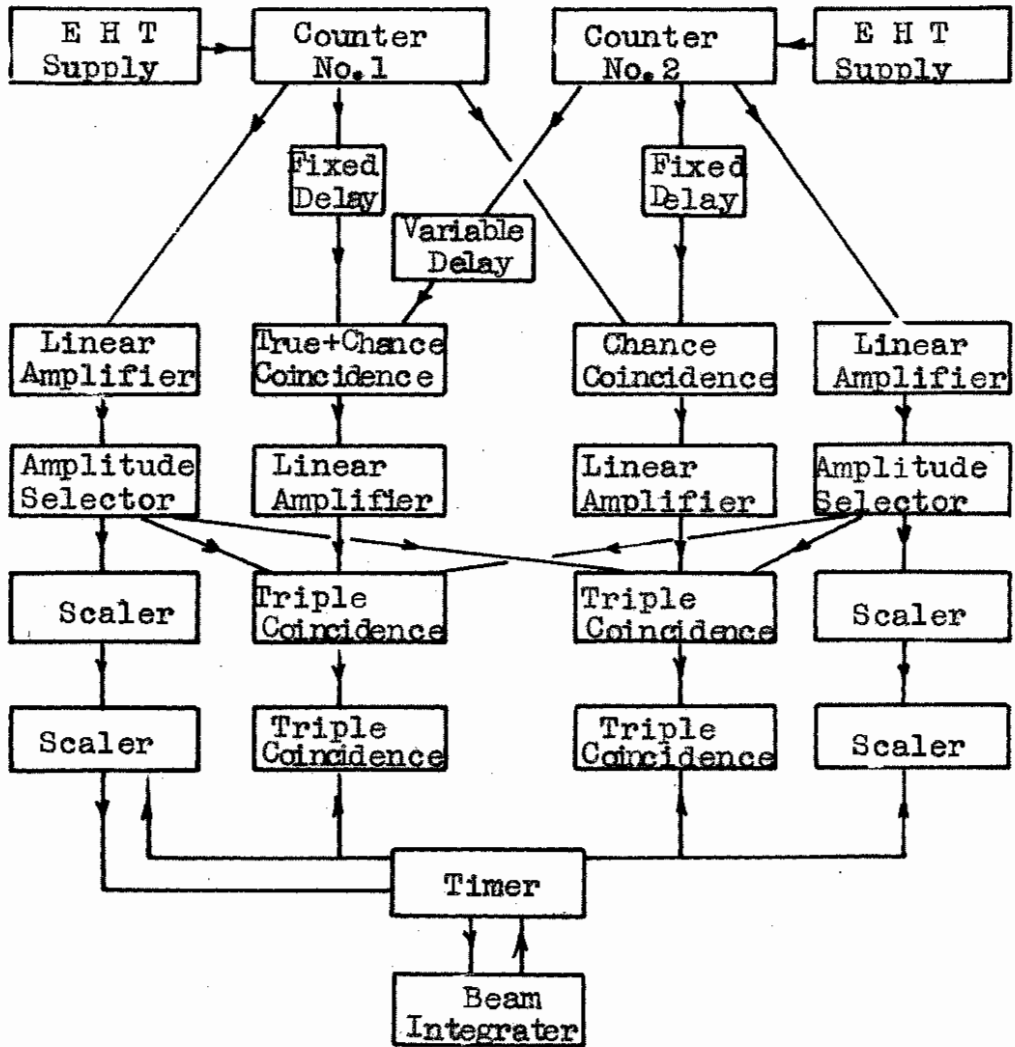 E H T
Supply
Counter
No.1
Counter
No.2
E H T
Supply
Fixed
Delay
Fixed
Delay
Variable
Delay
Linear
Amplifier
True+Chance
Coincidence
Chance
Coincidence
Linear
Amplifier
Amplitude
Selector
Linear
Amplifier
Linear
Amplifier
Amplitude
Selector
Scaler
Triple
Coincidence
Triple
Coincidence
Scaler
Scaler
Triple
Coincidence
Triple
Coincidence
Scaler
Timer
Beam
Integrater